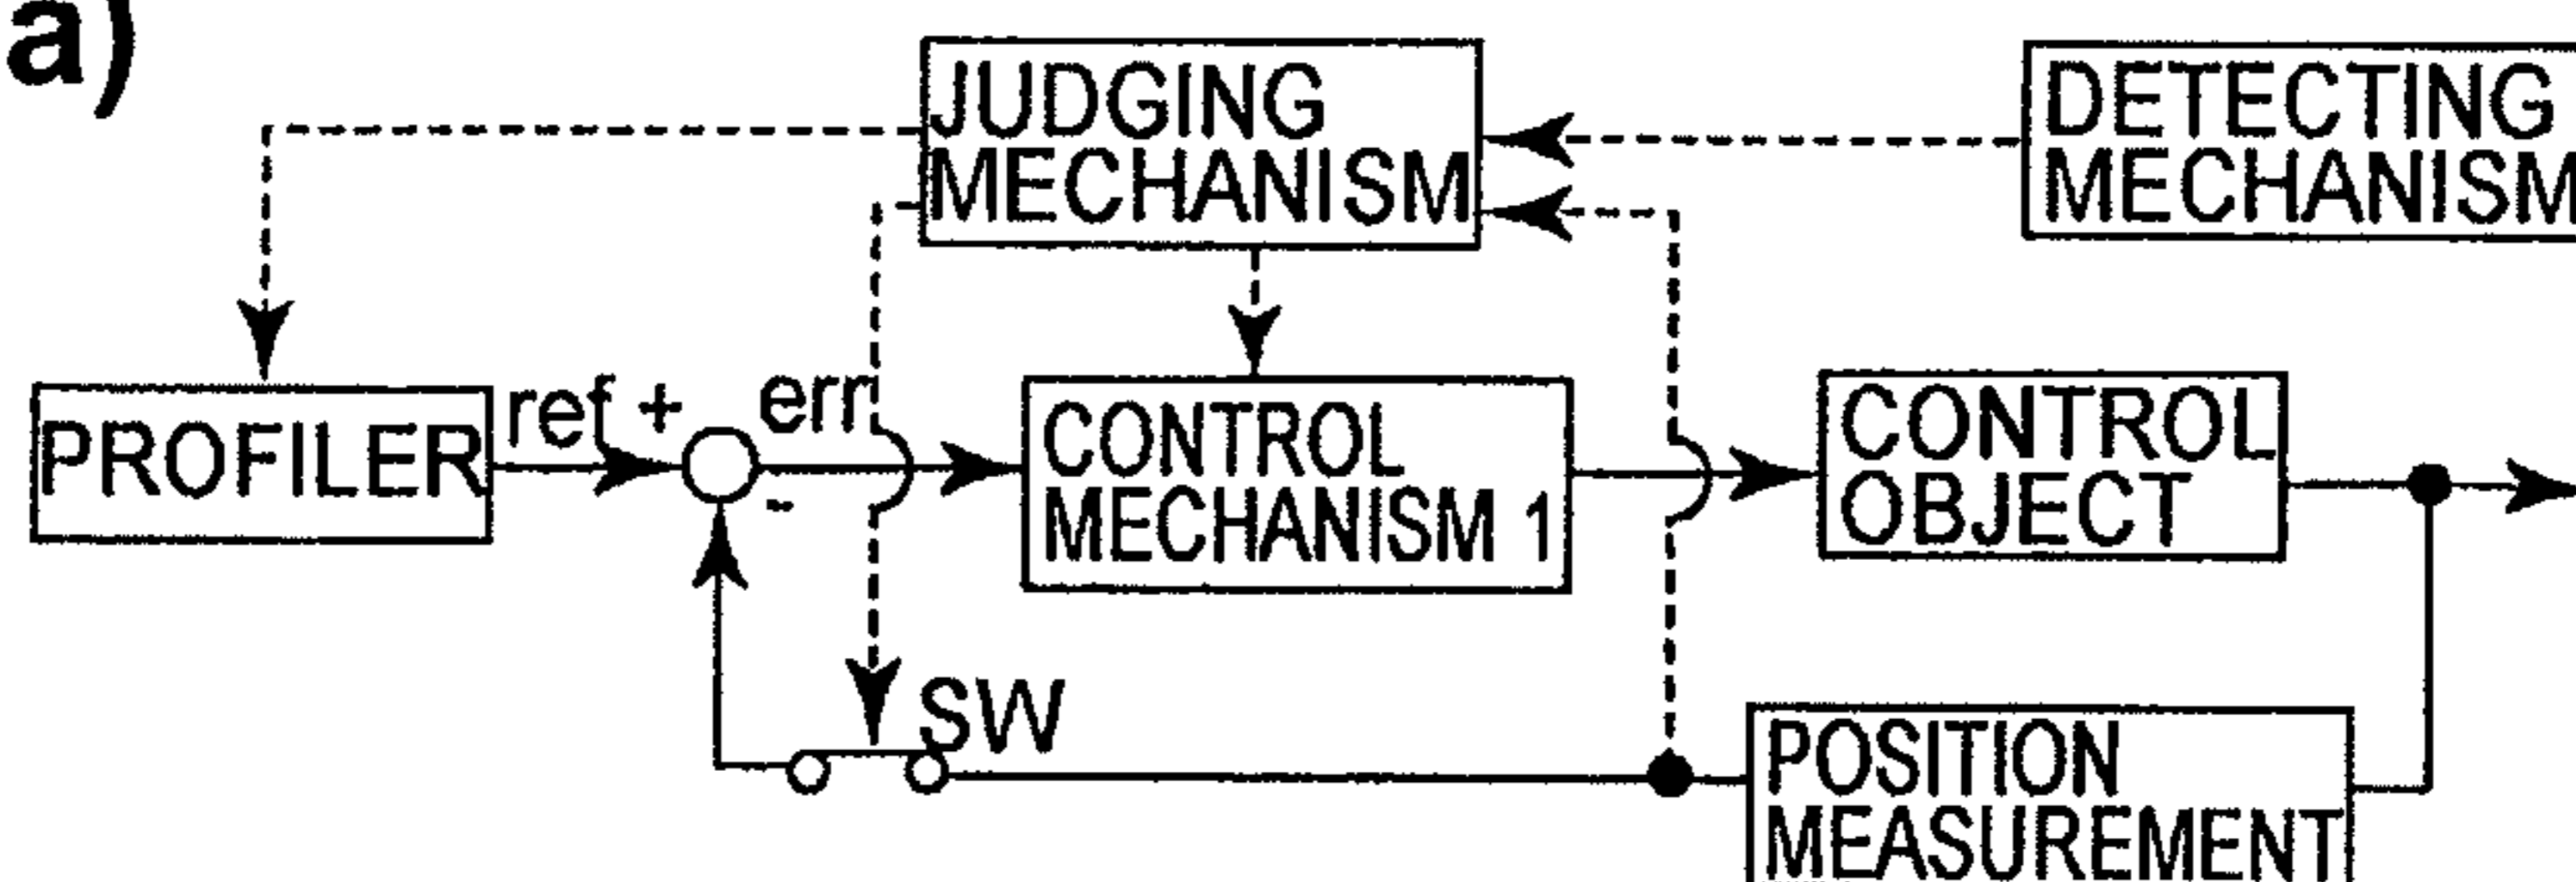 a)
JUDGING
MECHANISM
DETECTING
MECHANISM
PROFILER
ref +
err
-
CONTROL
MECHANISM 1
CONTROL
OBJECT
SW
POSITION
MEASUREMENT